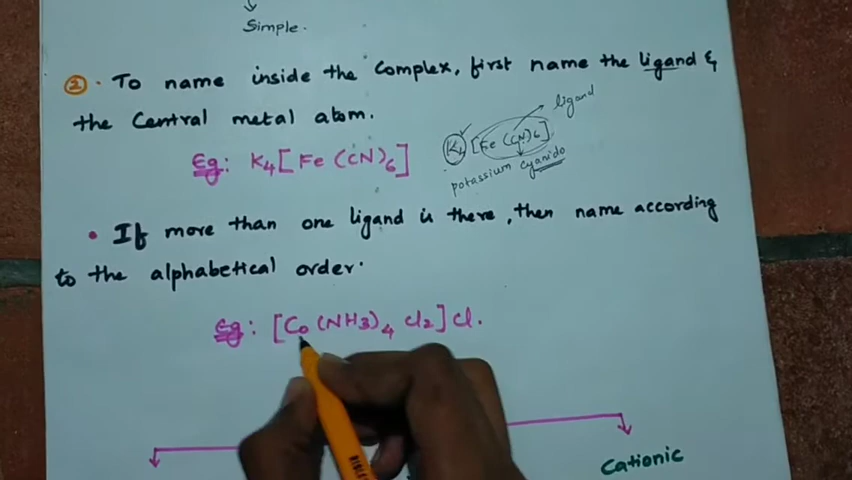 Simple.
② · To name inside the Complex, first name the ligand &
the Central metal atom.
ligand
K4 [Fe (CN)6]
Eg: K4[Fe (CN)6]
potassium cyanido
• If more than one ligand is there, then name according
to the alphabetical order.
Eg: [Co (NH3)4 Cl2] Cl.
Cationic